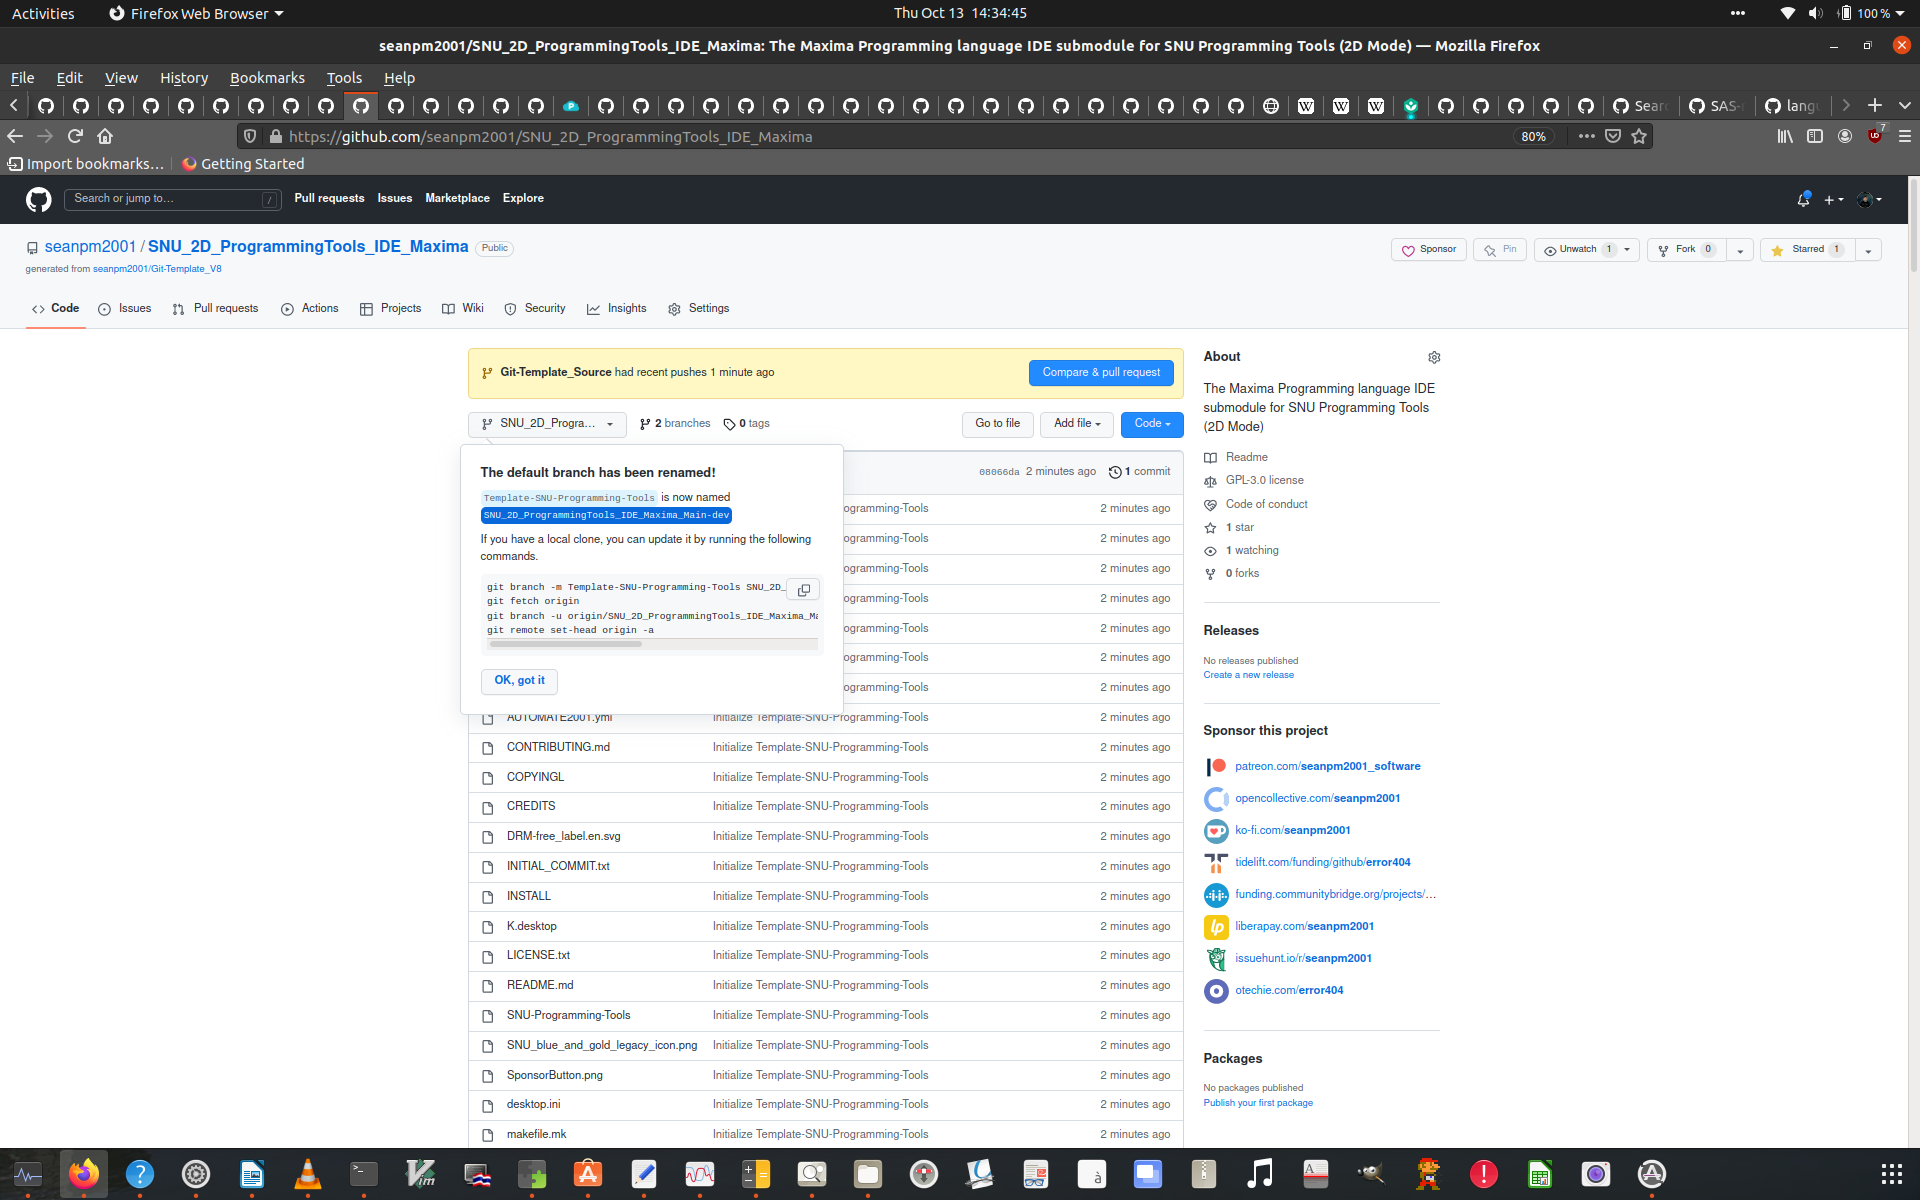 Activities
Firefox Web Browser
Thu Oct 13 14:34:45
100 %
seanpm2001/SNU_2D_ProgrammingTools_IDE_Maxima: The Maxima Programming language IDE submodule for SNU Programming Tools (2D Mode) — Mozilla Firefox
File Edit View History Bookmarks Tools Help
Sear
SAS-
lang
https://github.com/seanpm2001/SNU_2D_ProgrammingTools_IDE_Maxima
80%
7
Import bookmarks…
Getting Started
Search or jump to…
/
Pull requests Issues Marketplace Explore
seanpm2001 / SNU_2D_ProgrammingTools_IDE_Maxima
Public
Sponsor
Pin
Unwatch 1
Fork 0
Starred 1
generated from seanpm2001/Git-Template_V8
Code
Issues
Pull requests
Actions
Projects
Wiki
Security
Insights
Settings
Git-Template_Source had recent pushes 1 minute ago
Compare & pull request
SNU_2D_Progra…
2 branches
0 tags
Go to file
Add file
Code
The default branch has been renamed!
Template-SNU-Programming-Tools is now named
SNU_2D_ProgrammingTools_IDE_Maxima_Main-dev
If you have a local clone, you can update it by running the following
commands.
git branch -m Template-SNU-Programming-Tools SNU_2D_
git fetch origin
git branch -u origin/SNU_2D_ProgrammingTools_IDE_Maxima_Ma
git remote set-head origin -a
OK, got it
08066da 2 minutes ago
1 commit
ogramming-Tools 2 minutes ago
ogramming-Tools 2 minutes ago
ogramming-Tools 2 minutes ago
ogramming-Tools 2 minutes ago
ogramming-Tools 2 minutes ago
ogramming-Tools 2 minutes ago
ogramming-Tools 2 minutes ago
AUTOMATE2001.yml Initialize Template-SNU-Programming-Tools 2 minutes ago
CONTRIBUTING.md Initialize Template-SNU-Programming-Tools 2 minutes ago
COPYINGL Initialize Template-SNU-Programming-Tools 2 minutes ago
CREDITS Initialize Template-SNU-Programming-Tools 2 minutes ago
DRM-free_label.en.svg Initialize Template-SNU-Programming-Tools 2 minutes ago
INITIAL_COMMIT.txt Initialize Template-SNU-Programming-Tools 2 minutes ago
INSTALL Initialize Template-SNU-Programming-Tools 2 minutes ago
K.desktop Initialize Template-SNU-Programming-Tools 2 minutes ago
LICENSE.txt Initialize Template-SNU-Programming-Tools 2 minutes ago
README.md Initialize Template-SNU-Programming-Tools 2 minutes ago
SNU-Programming-Tools Initialize Template-SNU-Programming-Tools 2 minutes ago
SNU_blue_and_gold_legacy_icon.png Initialize Template-SNU-Programming-Tools 2 minutes ago
SponsorButton.png Initialize Template-SNU-Programming-Tools 2 minutes ago
desktop.ini Initialize Template-SNU-Programming-Tools 2 minutes ago
makefile.mk Initialize Template-SNU-Programming-Tools 2 minutes ago
About
The Maxima Programming language IDE
submodule for SNU Programming Tools
(2D Mode)
Readme
GPL-3.0 license
Code of conduct
1 star
1 watching
0 forks
Releases
No releases published
Create a new release
Sponsor this project
patreon.com/seanpm2001_software
opencollective.com/seanpm2001
ko-fi.com/seanpm2001
tidelift.com/funding/github/error404
funding.communitybridge.org/projects/…
liberapay.com/seanpm2001
issuehunt.io/r/seanpm2001
otechie.com/error404
Packages
No packages published
Publish your first package